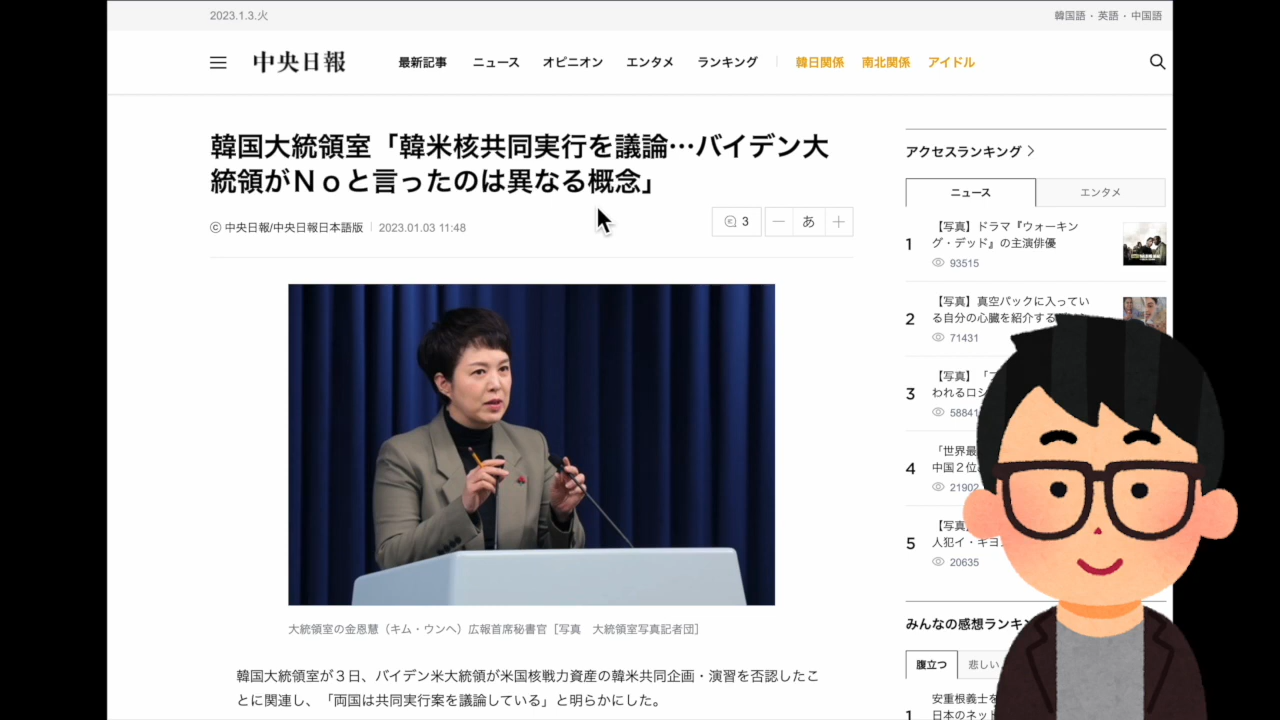 2023.1.3.火
韓国語・英語・中国語
中央日報
最新記事 ニュース オピニオン エンタメ ランキング 韓日関係 南北関係 アイドル
韓国大統領室「韓米核共同実行を議論…バイデン大
統領がＮｏと言ったのは異なる概念」
ⓒ 中央日報/中央日報日本語版 2023.01.03 11:48
3
あ
大統領室の金恩慧（キム・ウンヘ）広報首席秘書官［写真　大統領室写真記者団］
韓国大統領室が３日、バイデン米大統領が米国核戦力資産の韓米共同企画・演習を否認したこ
とに関連し、「両国は共同実行案を議論している」と明らかにした。
アクセスランキング
ニュース エンタメ
1
【写真】ドラマ『ウォーキン
グ・デッド』の主演俳優
93515
2
【写真】真空パックに入ってい
る自分の心臓を紹介する
71431
3
【写真】
われるロシ
58841
4
「世界最
中国２位
21902
5
【写真
人犯イ・キヨ
20635
みんなの感想ランキン
腹立つ 悲しい
1
安重根義士を
日本のネット